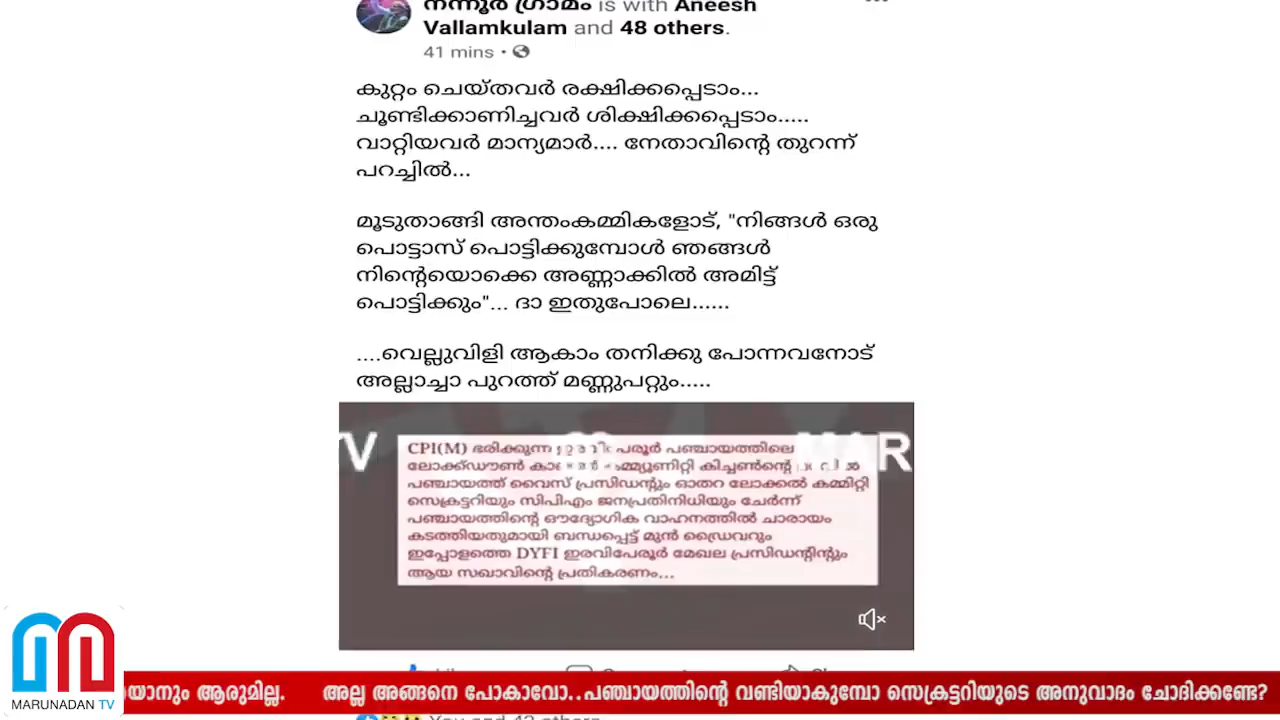 നന്നൂർ ഗ്രാമം is with Aneesh
Vallamkulam and 48 others.
41 mins
കുറ്റം ചെയ്തവർ രക്ഷിക്കപ്പെടാം...
ചൂണ്ടിക്കാണിച്ചവർ ശിക്ഷിക്കപ്പെടാം.....
വാറ്റിയവർ മാന്യമാർ.... നേതാവിന്റെ തുറന്ന്
പറച്ചിൽ...
മൂടുതാങ്ങി അന്തംകമ്മികളോട്, "നിങ്ങൾ ഒരു
പൊട്ടാസ് പൊട്ടിക്കുമ്പോൾ ഞങ്ങൾ
നിന്റെയൊക്കെ അണ്ണാക്കിൽ അമിട്ട്
പൊട്ടിക്കും"... ദാ ഇതുപോലെ......
....വെല്ലുവിളി ആകാം തനിക്കു പോന്നവനോട്
അല്ലാച്ചാ പുറത്ത് മണ്ണുപറ്റും.....
TV MAR
CPI(M) ഭരിക്കുന്ന ഇരവിപേരൂർ പഞ്ചായത്തിലെ
ലോക്ക്ഡൗൺ കമ്മ്യൂണിറ്റി കിച്ചൺന്റെ
പഞ്ചായത്ത് വൈസ് പ്രസിഡന്റും ഓതറ ലോക്കൽ കമ്മിറ്റി
സെക്രട്ടറിയും സിപിഎം ജനപ്രതിനിധിയും ചേർന്ന്
പഞ്ചായത്തിന്റെ ഔദ്യോഗിക വാഹനത്തിൽ ചാരായം
കടത്തിയതുമായി ബന്ധപ്പെട്ട് മുൻ ഡ്രൈവറും
ഇപ്പോളത്തെ DYFI ഇരവിപേരൂർ മേഖല പ്രസിഡന്റിന്റും
ആയ സഖാവിന്റെ പ്രതികരണം...
MARUNADAN TV
യാനും ആരുമില്ല. അല്ല അങ്ങനെ പോകാവോ..പഞ്ചായത്തിന്റെ വണ്ടിയാകുമ്പോ സെക്രട്ടറിയുടെ അനുവാദം ചോദിക്കണ്ടേ?